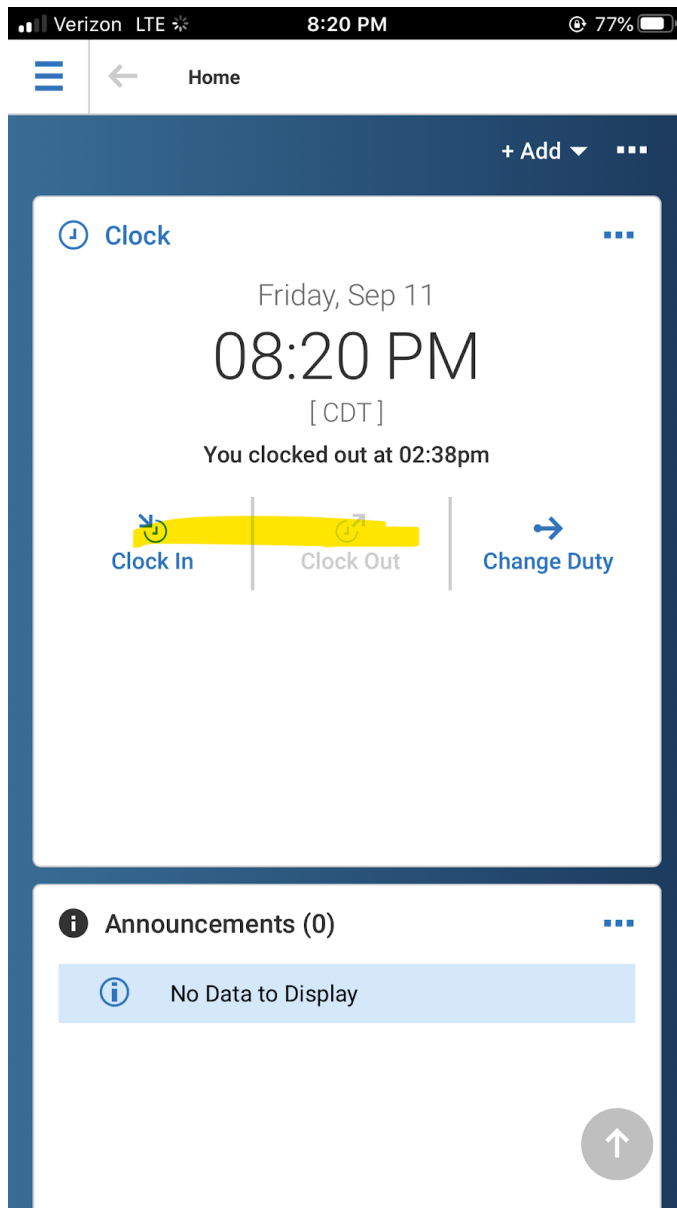 Verizon LTE 8:20 PM 77%
Home
+ Add
Clock
Friday, Sep 11
08:20 PM
[ CDT ]
You clocked out at 02:38pm
Clock In Clock Out Change Duty
Announcements (0)
No Data to Display